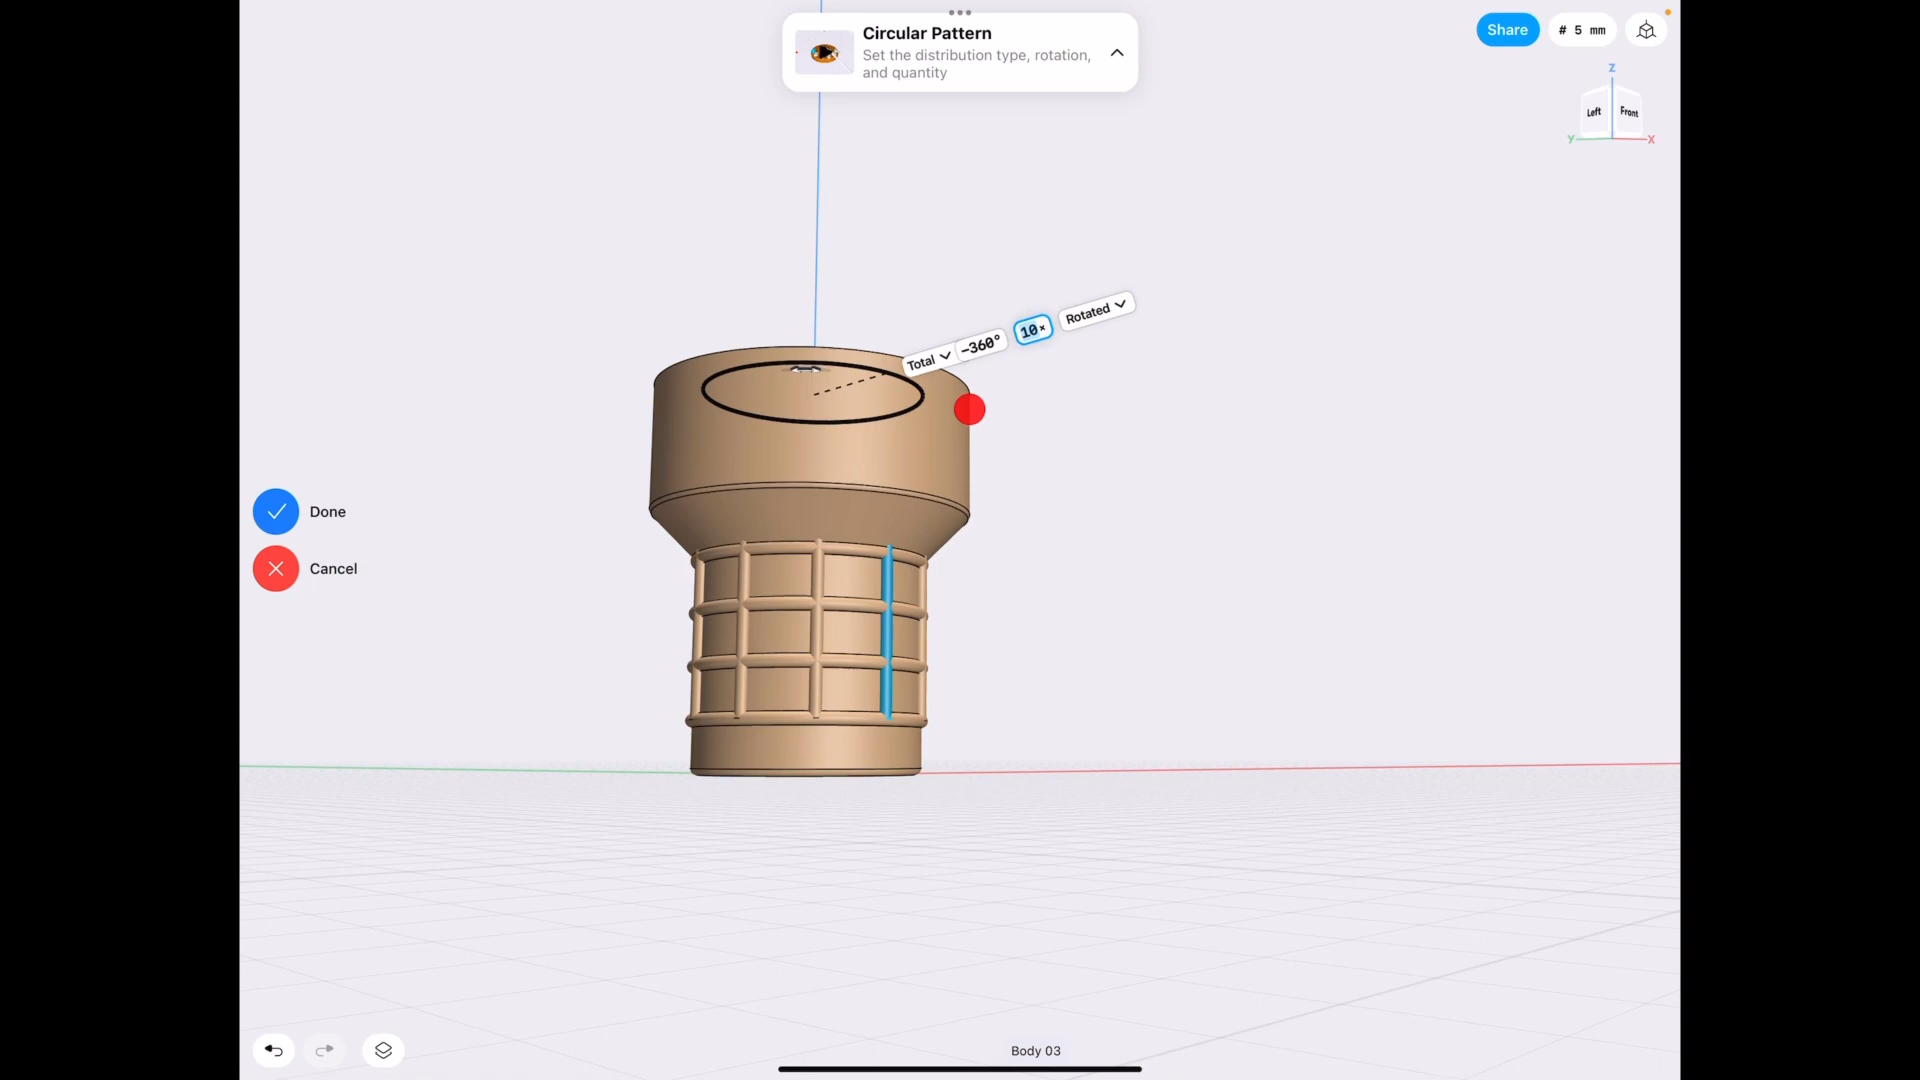 Circular Pattern
Set the distribution type, rotation,
and quantity
Share
# 5 mm
Z
Left
Front
Y
X
Total
-360°
10×
Rotated
Done
Cancel
Body 03